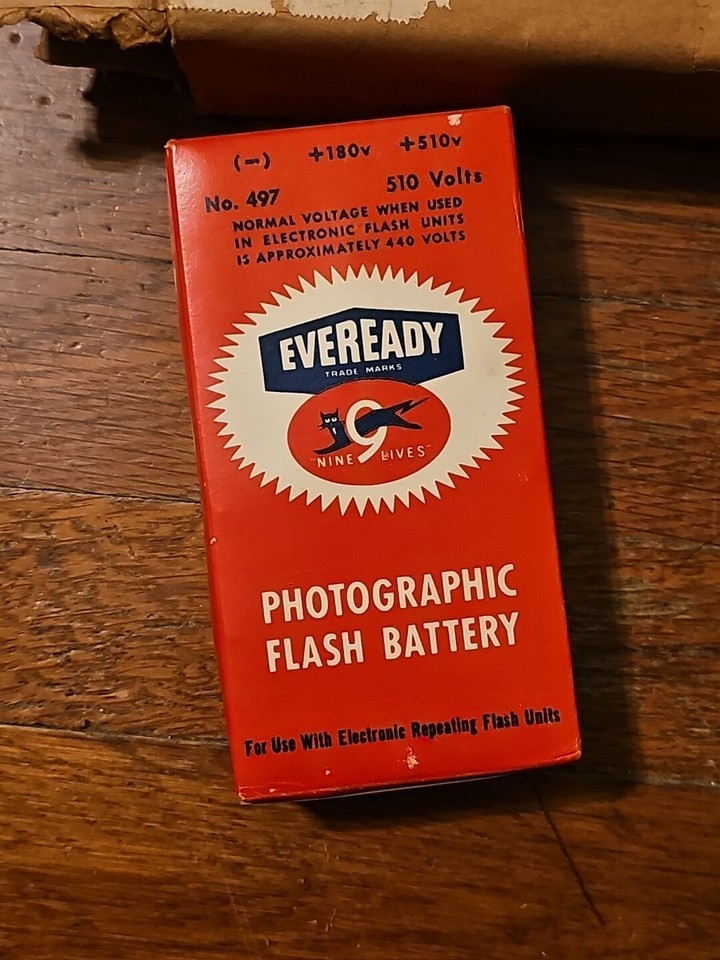 (–) +180v +510v
No. 497 510 Volts
NORMAL VOLTAGE WHEN USED
IN ELECTRONIC FLASH UNITS
IS APPROXIMATELY 440 VOLTS
EVEREADY
TRADE MARKS
9
"NINE LIVES"
PHOTOGRAPHIC
FLASH BATTERY
For Use With Electronic Repeating Flash Units